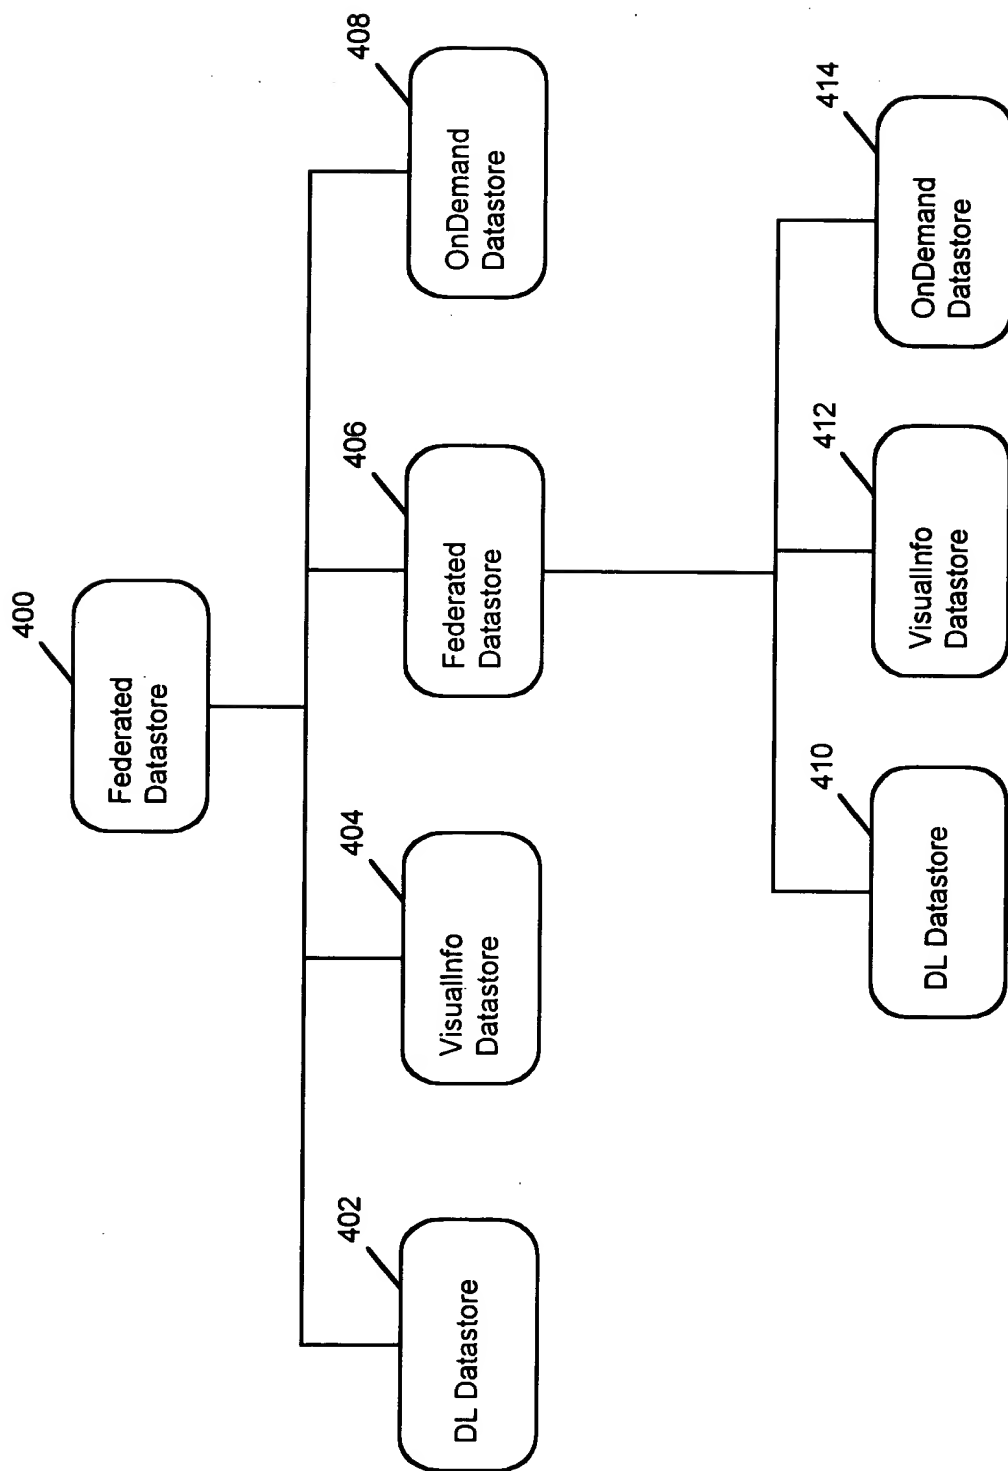 400
Federated
Datastore
402
DL Datastore
404
VisualInfo
Datastore
406
Federated
Datastore
408
OnDemand
Datastore
410
DL Datastore
412
VisualInfo
Datastore
414
OnDemand
Datastore